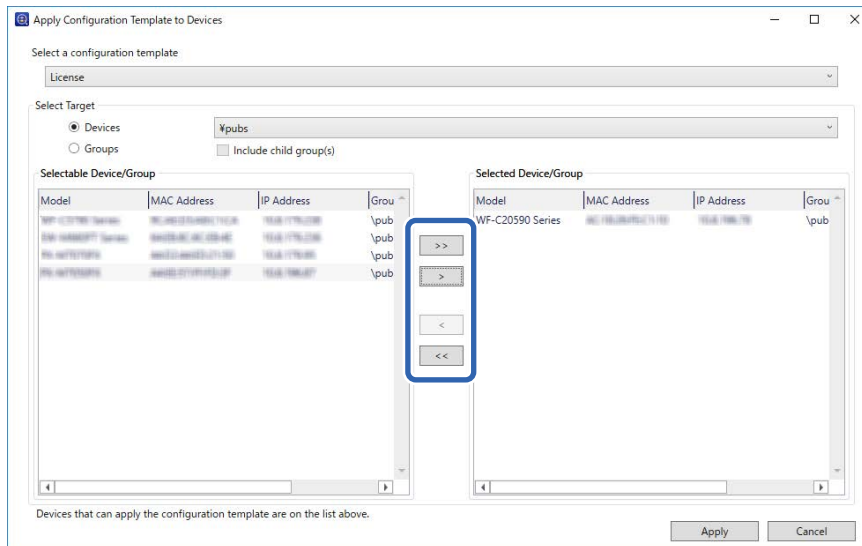 Apply Configuration Template to Devices
Select a configuration template
License
Select Target
Devices
¥pubs
Groups
Include child group(s)
Selectable Device/Group
Selected Device/Group
Model MAC Address IP Address Grou
Model MAC Address IP Address Grou
\pub
WF-C20590 Series \pub
\pub
\pub
\pub
>>
>
<
<<
Devices that can apply the configuration template are on the list above.
Apply Cancel